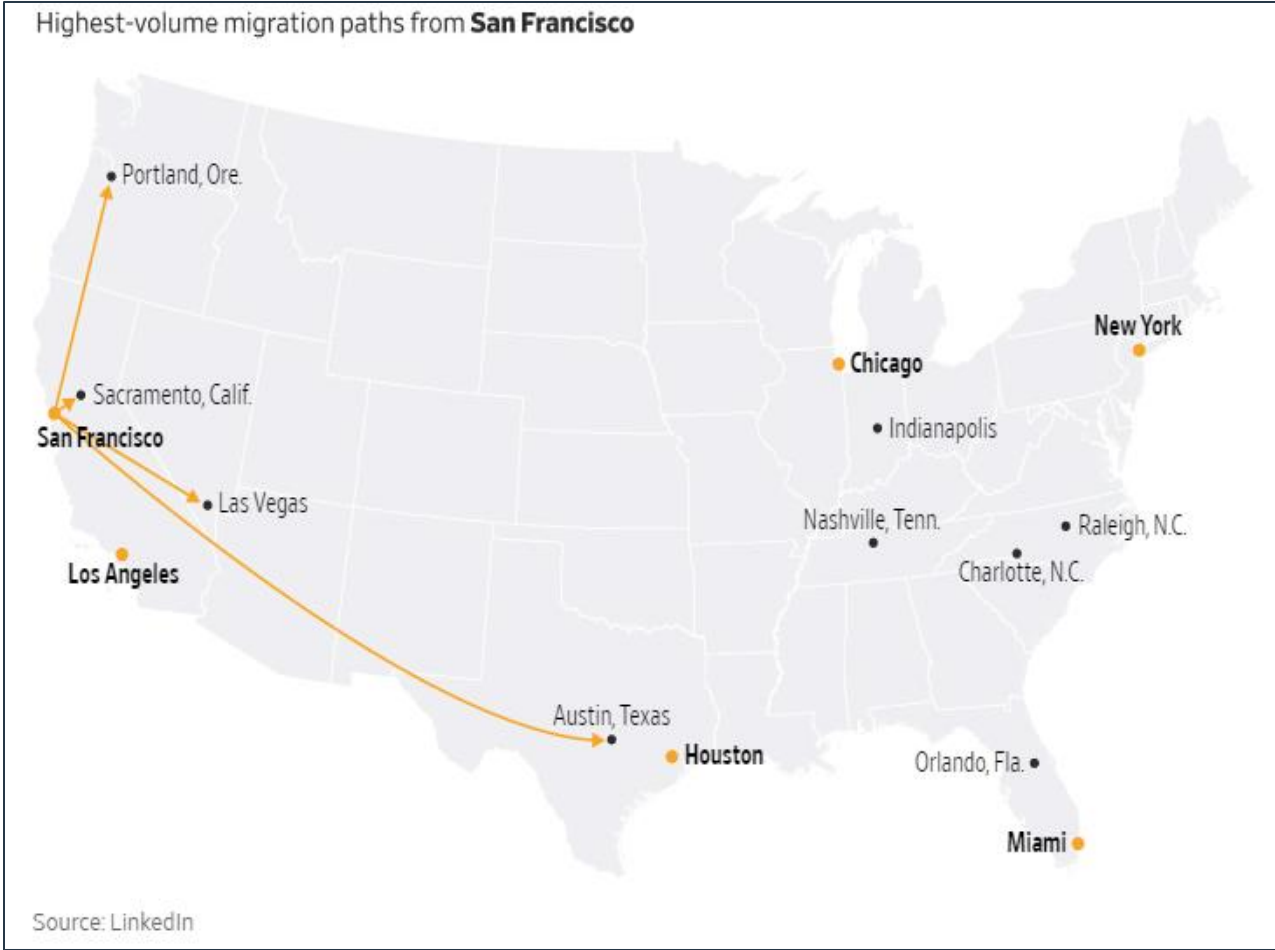 Highest-volume migration paths from San Francisco
Portland, Ore.
New York
Chicago
Sacramento, Calif.
San Francisco
Indianapolis
Las Vegas
Nashville, Tenn.
Raleigh, N.C.
Los Angeles
Charlotte, N.C.
Austin, Texas
Houston
Orlando, Fla.
Miami
Source: LinkedIn